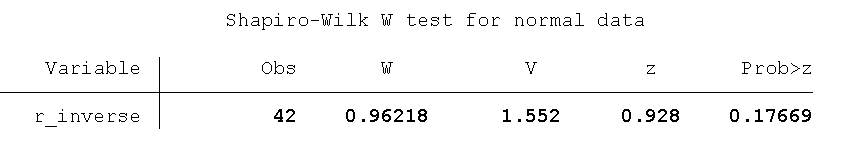 Shapiro-Wilk W test for normal data
Variable Obs W V z Prob>z
r_inverse 42 0.96218 1.552 0.928 0.17669